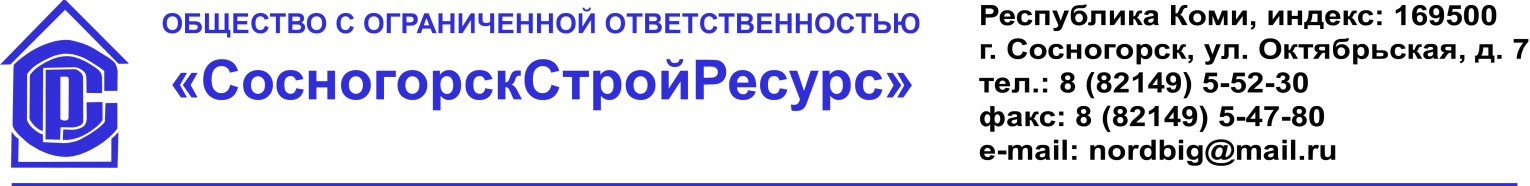 ОБЩЕСТВО С ОГРАНИЧЕННОЙ ОТВЕТСТВЕННОСТЬЮ
«СосногорскСтройРесурс»
Республика Коми, индекс: 169500
г. Сосногорск, ул. Октябрьская, д. 7
тел.: 8 (82149) 5-52-30
факс: 8 (82149) 5-47-80
e-mail: nordbig@mail.ru